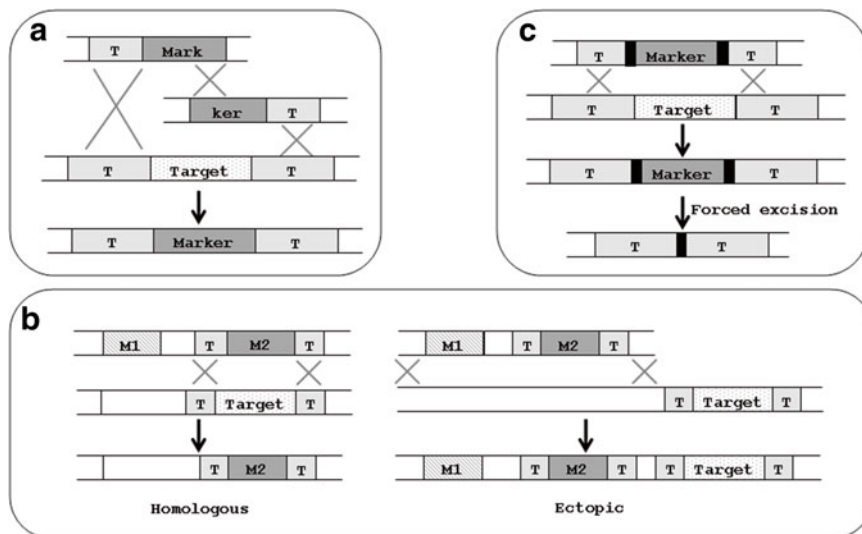 a
T Mark
ker T
T Target T
T Marker T
c
T Marker T
T Target T
T Marker T
Forced excision
T T
b
M1 T M2 T
T Target T
T M2 T
Homologous
M1 T M2 T
T Target T
M1 T M2 T T Target T
Ectopic